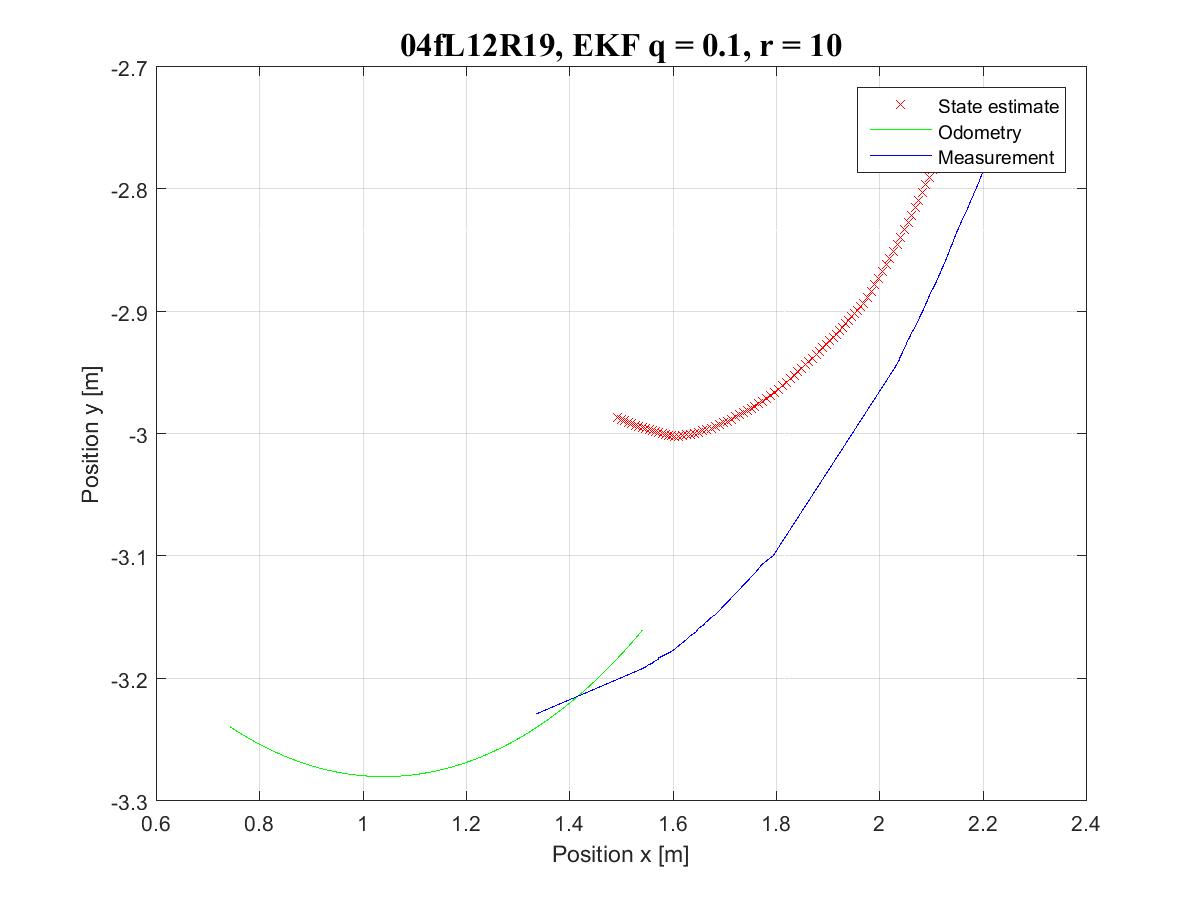 04fL12R19, EKF q = 0.1, r = 10
-2.7
-2.8
-2.9
-3
-3.1
-3.2
-3.3
Position y [m]
State estimate
Odometry
Measurement
0.6 0.8 1 1.2 1.4 1.6 1.8 2 2.2 2.4
Position x [m]